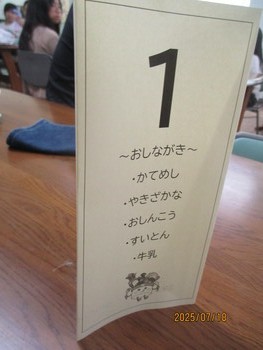 1
～おしながき～
・かてめし
・やきざかな
・おしんこう
・すいとん
・牛乳
2025/07/18